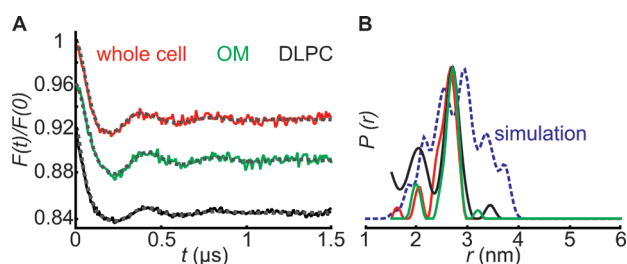 A
B
whole cell OM DLPC
simulation
F(t)/F(0)
1
0.96
0.92
0.88
0.84
0 0.5 1 1.5
t (µs)
P (r)
1 2 3 4 5 6
r (nm)